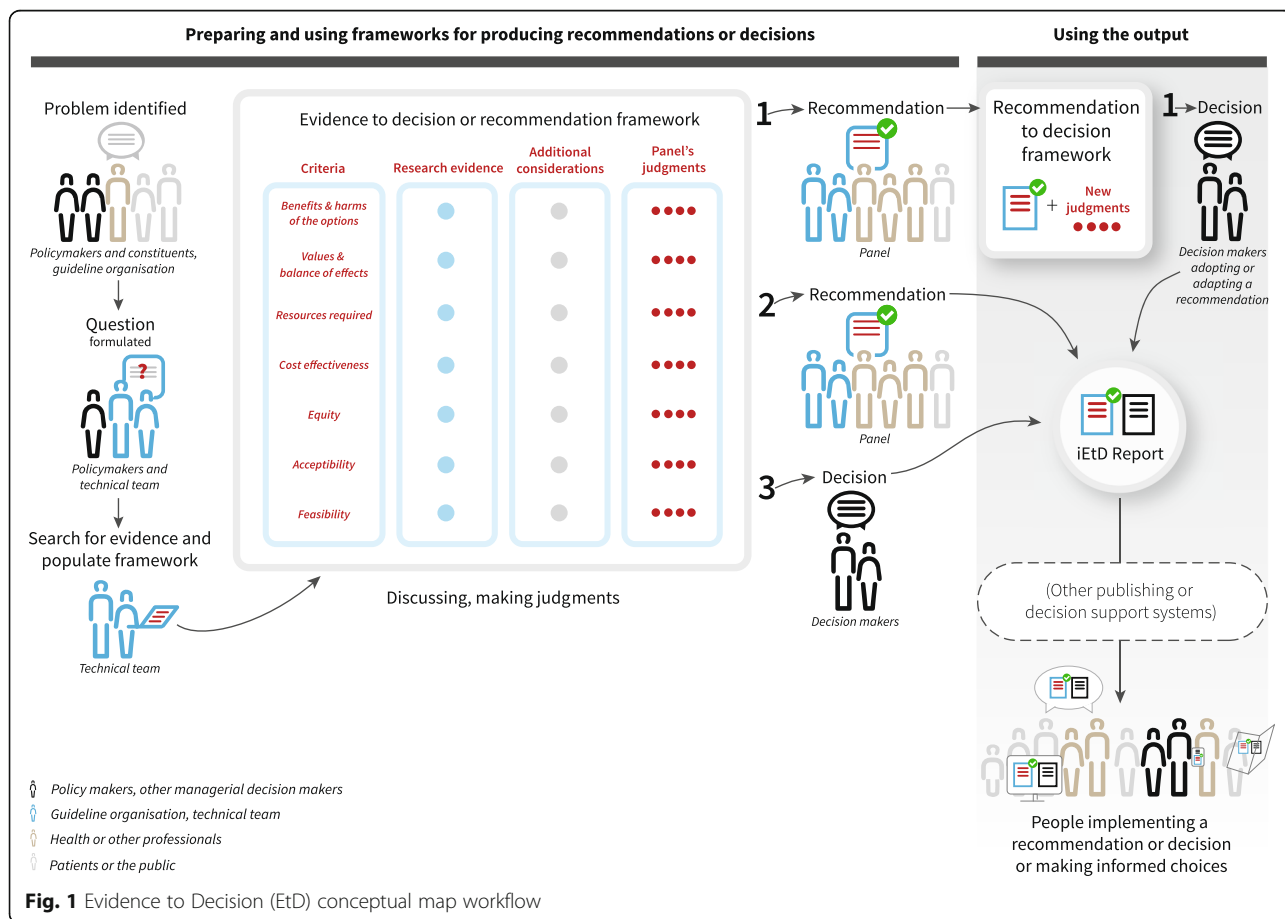 Preparing and using frameworks for producing recommendations or decisions
Using the output
Problem identified
Policymakers and constituents,
guideline organisation
Question
formulated
?
Policymakers and
technical team
Search for evidence and
populate framework
Technical team
Evidence to decision or recommendation framework
Criteria
Research evidence
Additional
considerations
Panel's
judgments
Benefits & harms
of the options
Values &
balance of effects
Resources required
Cost effectiveness
Equity
Acceptibility
Feasibility
Discussing, making judgments
1
Recommendation
Panel
2
Recommendation
Panel
3
Decision
Decision makers
Recommendation
to decision
framework
+
New
judgments
1
Decision
Decision makers
adopting or
adapting a
recommendation
iEtD Report
(Other publishing or
decision support systems)
People implementing a
recommendation or decision
or making informed choices
Policy makers, other managerial decision makers
Guideline organisation, technical team
Health or other professionals
Patients or the public
Fig. 1 Evidence to Decision (EtD) conceptual map workflow